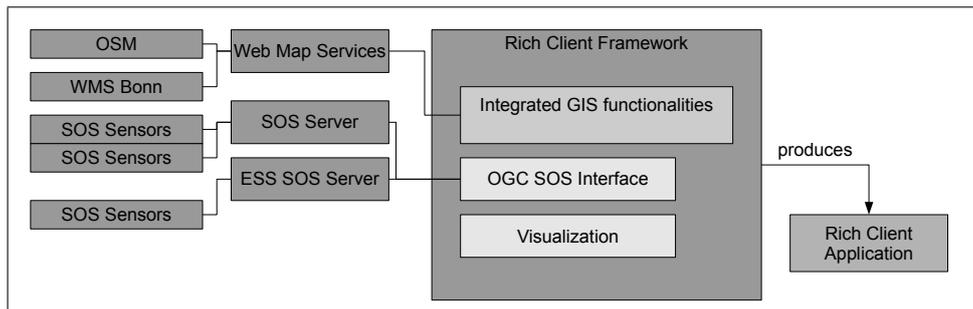 OSM
WMS Bonn
SOS Sensors
SOS Sensors
SOS Sensors
Web Map Services
SOS Server
ESS SOS Server
Rich Client Framework
Integrated GIS functionalities
OGC SOS Interface
Visualization
produces
Rich Client
Application